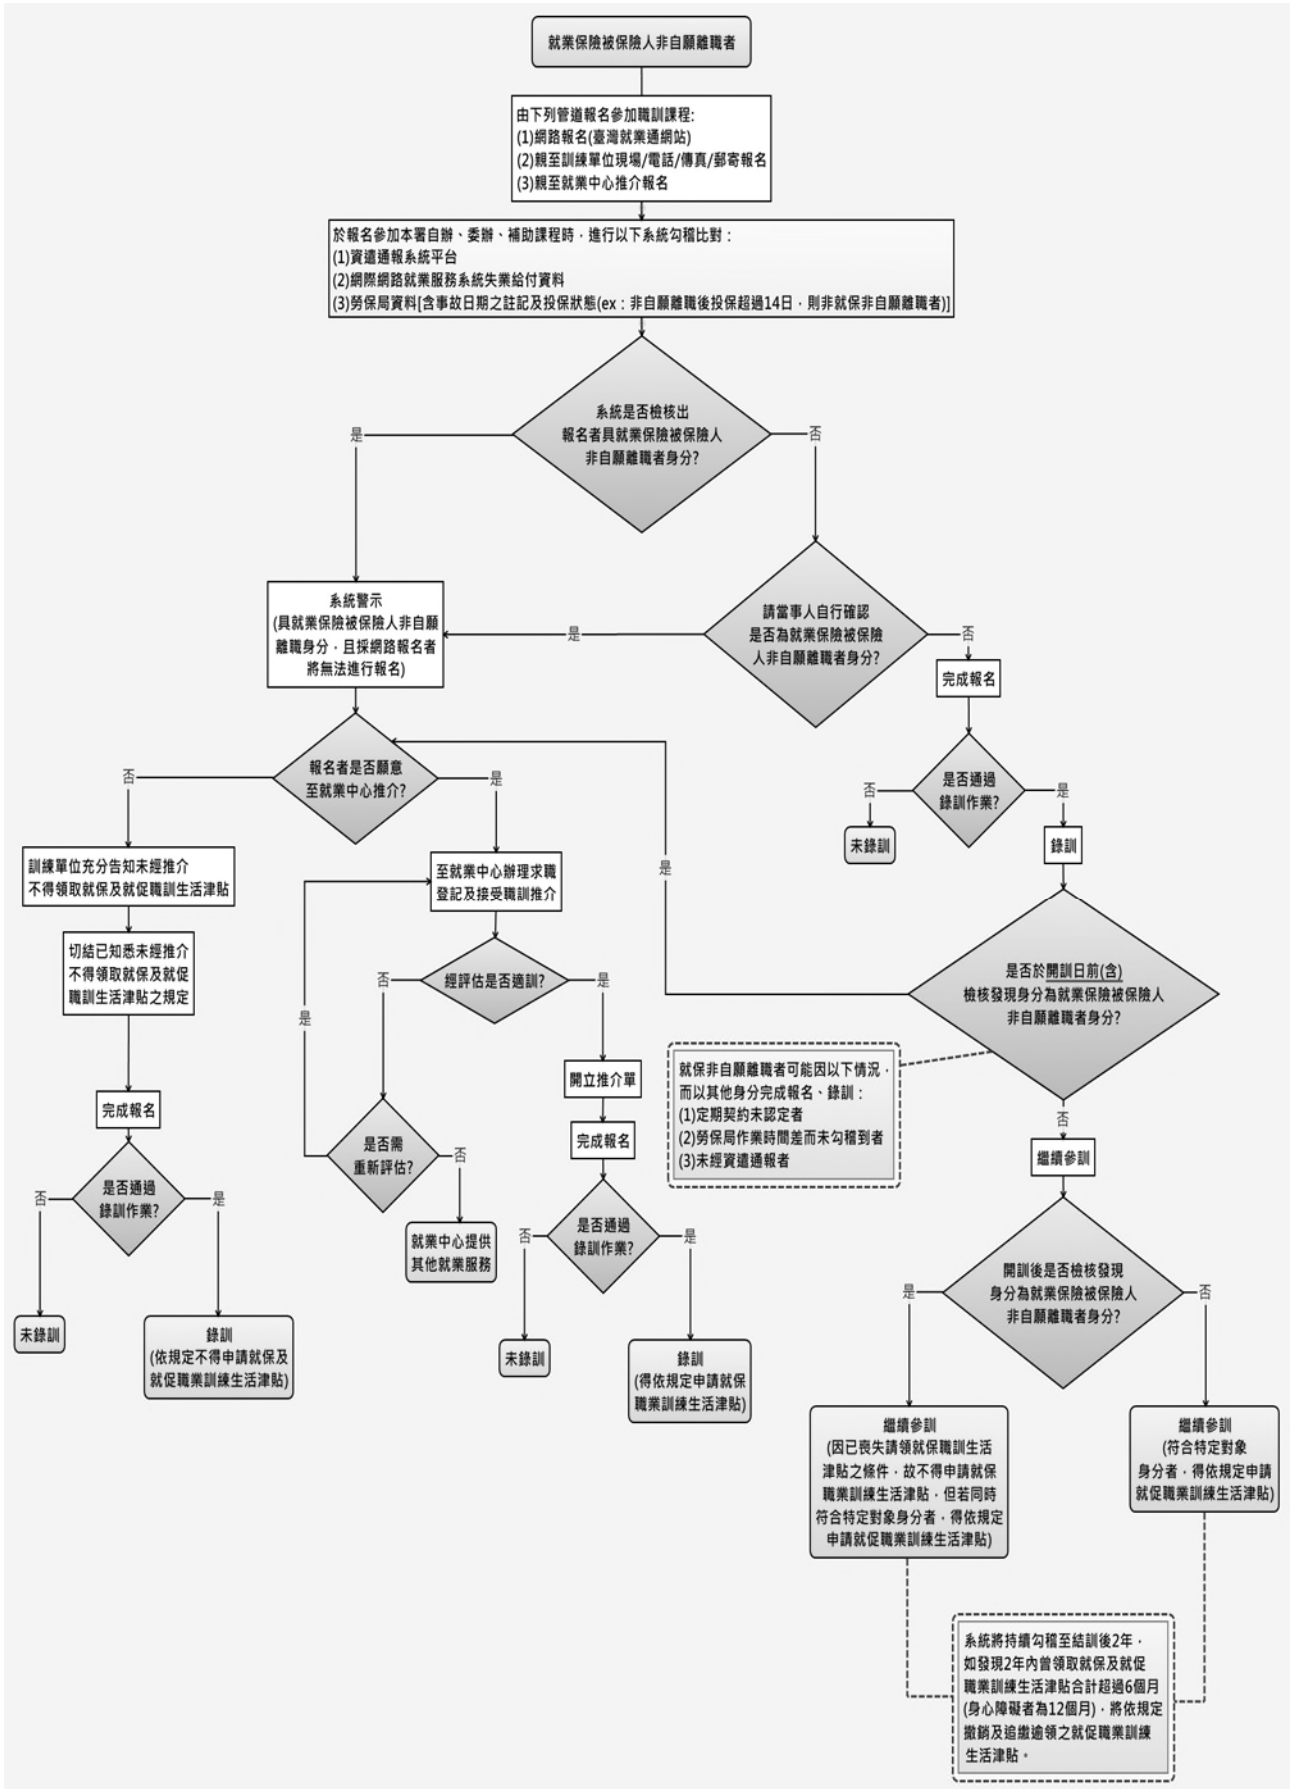 就業保險被保險人非自願離職者
由下列管道報名參加職訓課程:
(1)網路報名(臺灣就業通網站)
(2)親至訓練單位現場/電話/傳真/郵寄報名
(3)親至就業中心推介報名
於報名參加本署自辦、委辦、補助課程時，進行以下系統勾稽比對：
(1)資遣通報系統平台
(2)網際網路就業服務系統失業給付資料
(3)勞保局資料[含事故日期之註記及投保狀態(ex：非自願離職後投保超過14日，則非就保非自願離職者)]
系統是否檢核出
報名者具就業保險被保險人
非自願離職者身分?
是
否
系統警示
(具就業保險被保險人非自願
離職身分，且採網路報名者
將無法進行報名)
是
請當事人自行確認
是否為就業保險被保險
人非自願離職者身分?
否
完成報名
報名者是否願意
至就業中心推介?
否
是
是否通過
錄訓作業?
否
是
未錄訓
錄訓
訓練單位充分告知未經推介
不得領取就保及就促職訓生活津貼
至就業中心辦理求職
登記及接受職訓推介
是
切結已知悉未經推介
不得領取就保及就促
職訓生活津貼之規定
經評估是否適訓?
否
是
是
是否於開訓日前(含)
檢核發現身分為就業保險被保險人
非自願離職者身分?
否
開立推介單
就保非自願離職者可能因以下情況，
而以其他身分完成報名、錄訓：
(1)定期契約未認定者
(2)勞保局作業時間差而未勾稽到者
(3)未經資遣通報者
完成報名
是否需
重新評估?
否
完成報名
繼續參訓
是否通過
錄訓作業?
否
是
就業中心提供
其他就業服務
是否通過
錄訓作業?
否
是
開訓後是否檢核發現
身分為就業保險被保險人
非自願離職者身分?
是
否
未錄訓
錄訓
(依規定不得申請就保及
就促職業訓練生活津貼)
未錄訓
錄訓
(得依規定申請就保
職業訓練生活津貼)
繼續參訓
(因已喪失請領就保職訓生活
津貼之條件，故不得申請就保
職業訓練生活津貼，但若同時
符合特定對象身分者，得依規定
申請就促職業訓練生活津貼)
繼續參訓
(符合特定對象
身分者，得依規定申請
就促職業訓練生活津貼)
系統將持續勾稽至結訓後2年，
如發現2年內曾領取就保及就促
職業訓練生活津貼合計超過6個月
(身心障礙者為12個月)，將依規定
撤銷及追繳逾領之就促職業訓練
生活津貼。